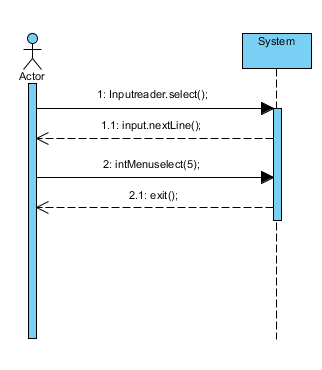 System
Actor
1: Inputreader.select();
1.1: input.nextLine();
2: intMenuselect(5);
2.1: exit();